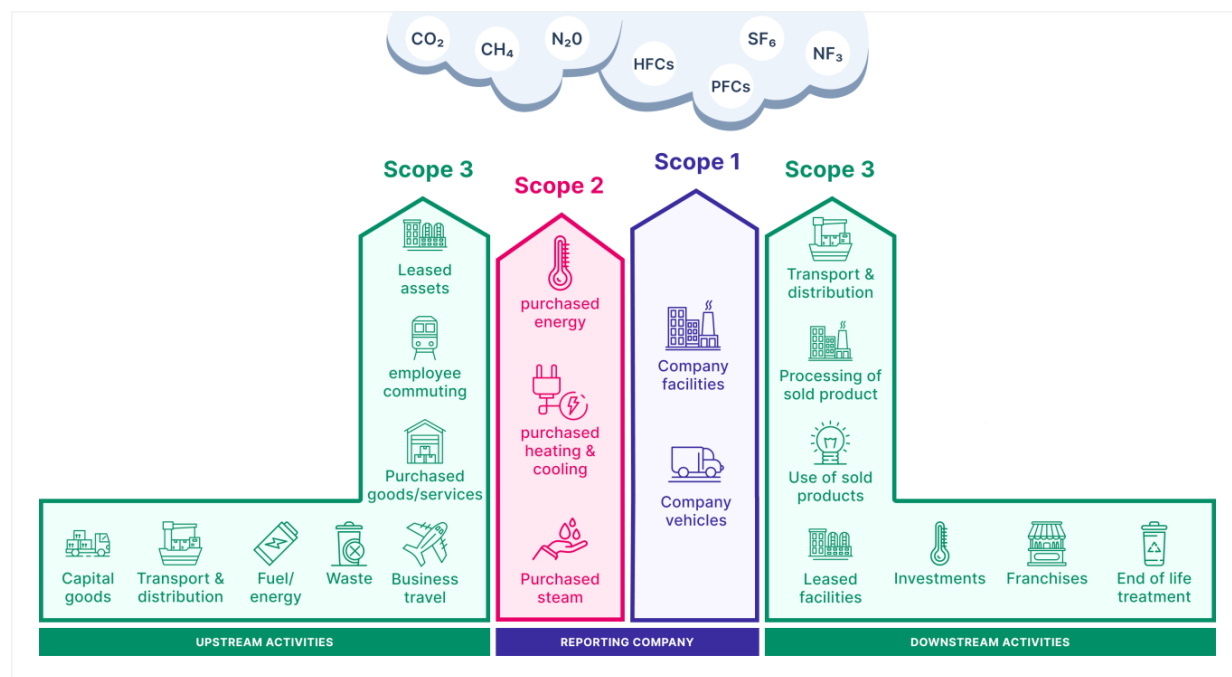 CO₂
CH₄
N₂0
HFCs
PFCs
SF₆
NF₃
Scope 3
Leased
assets
employee
commuting
Purchased
goods/services
Capital
goods
Transport &
distribution
Fuel/
energy
Waste
Business
travel
UPSTREAM ACTIVITIES
Scope 2
purchased
energy
purchased
heating &
cooling
Purchased
steam
Scope 1
Company
facilities
Company
vehicles
REPORTING COMPANY
Scope 3
Transport &
distribution
Processing of
sold product
Use of sold
products
Leased
facilities
Investments
Franchises
End of life
treatment
DOWNSTREAM ACTIVITIES